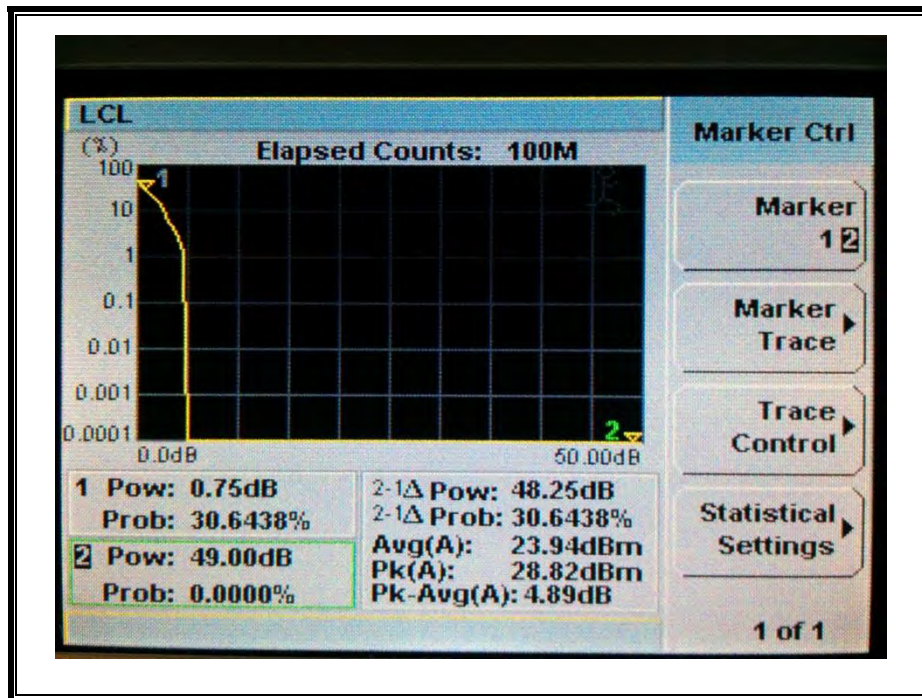 LCL
(%)
Elapsed Counts: 100M
100
10
1
0.1
0.01
0.001
0.0001
1
2
0.0dB
50.00dB
1 Pow: 0.75dB
Prob: 30.6438%
2 Pow: 49.00dB
Prob: 0.0000%
2-1Δ Pow: 48.25dB
2-1Δ Prob: 30.6438%
Avg(A): 23.94dBm
Pk(A): 28.82dBm
Pk-Avg(A): 4.89dB
Marker Ctrl
Marker
1 2
Marker
Trace
Trace
Control
Statistical
Settings
1 of 1